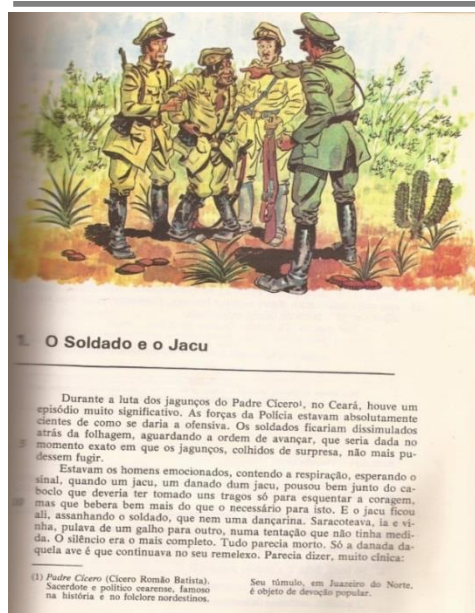 1. O Soldado e o Jacu
Durante a luta dos jagunços do Padre Cícero¹, no Ceará, houve um
episódio muito significativo. As forças da Polícia estavam absolutamente
cientes de como se daria a ofensiva. Os soldados ficariam dissimulados
atrás da folhagem, aguardando a ordem de avançar, que seria dada no
5 momento exato em que os jagunços, colhidos de surpresa, não mais pu-
dessem fugir.
Estavam os homens emocionados, contendo a respiração, esperando o
sinal, quando um jacu, um danado dum jacu, pousou bem junto do ca-
boclo que deveria ter tomado uns tragos só para esquentar a coragem,
10 mas que bebera bem mais do que o necessário para isto. E o jacu ficou
ali, assanhando o soldado, que nem uma dançarina. Saracoteava, ia e vi-
nha, pulava de um galho para outro, numa tentação que não tinha medi-
da. O silêncio era o mais completo. Tudo parecia morto. Só a danada da-
quela ave é que continuava no seu remelexo. Parecia dizer, muito cínica:
(1) Padre Cícero (Cícero Romão Batista).
Sacerdote e político cearense, famoso
na história e no folclore nordestinos.
Seu túmulo, em Juazeiro do Norte,
é objeto de devoção popular.